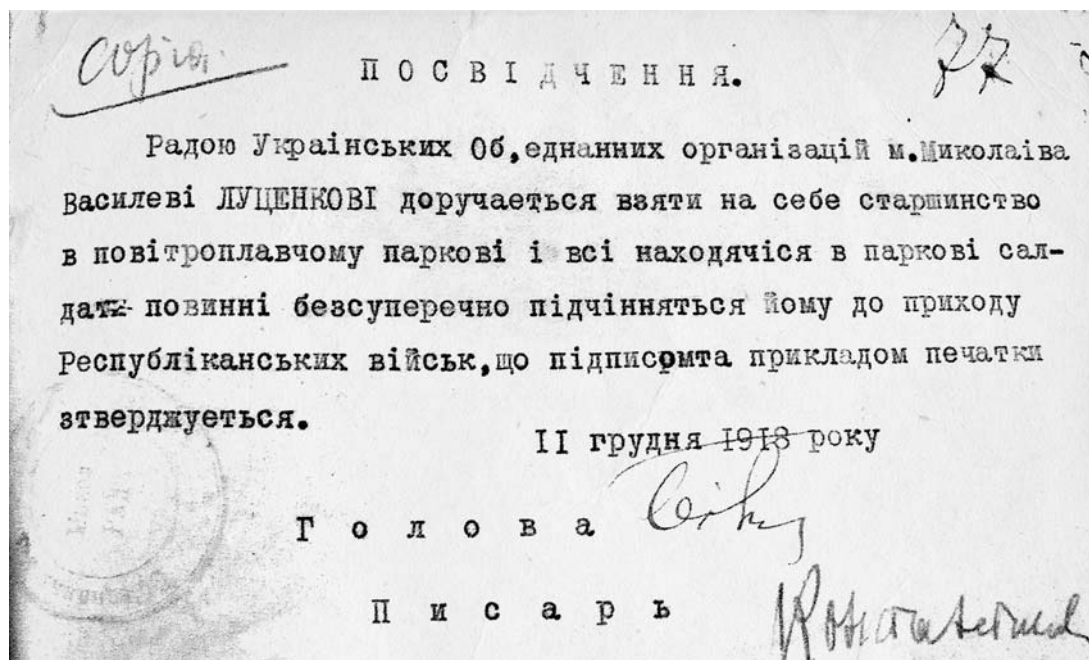 copia.
77
ПОСВІДЧЕННЯ.
Радою Українських Об,еднанних організацій м.Миколаіва
Василеві ЛУЦЕНКОВІ доручаеться взяти на себе старшинство
в повітроплавчому паркові і всі находячіся в паркові сал-
дати повинні безсуперечно підчінняться йому до приходу
Республіканських військ,що підписомта прикладом печатки
зтверджуеться.
II грудня 1918 року
Голова
Писарь